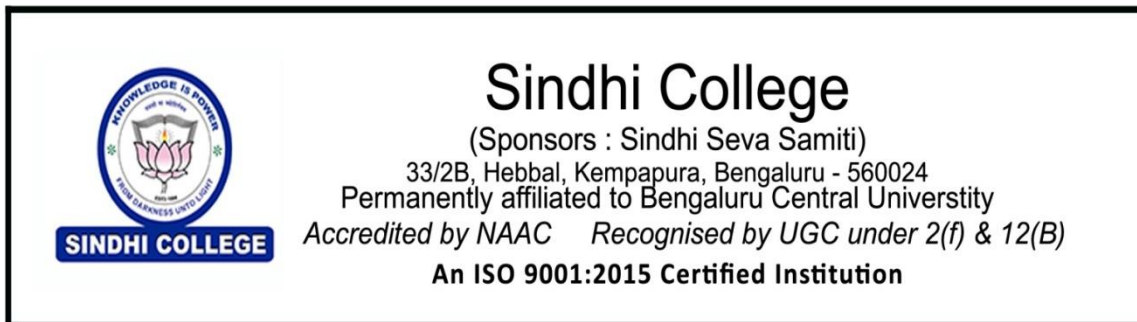 KNOWLEDGE IS POWER
FROM DARKNESS UNTO LIGHT
SINDHI COLLEGE
Sindhi College
(Sponsors : Sindhi Seva Samiti)
33/2B, Hebbal, Kempapura, Bengaluru - 560024
Permanently affiliated to Bengaluru Central Universtity
Accredited by NAAC Recognised by UGC under 2(f) & 12(B)
An ISO 9001:2015 Certified Institution